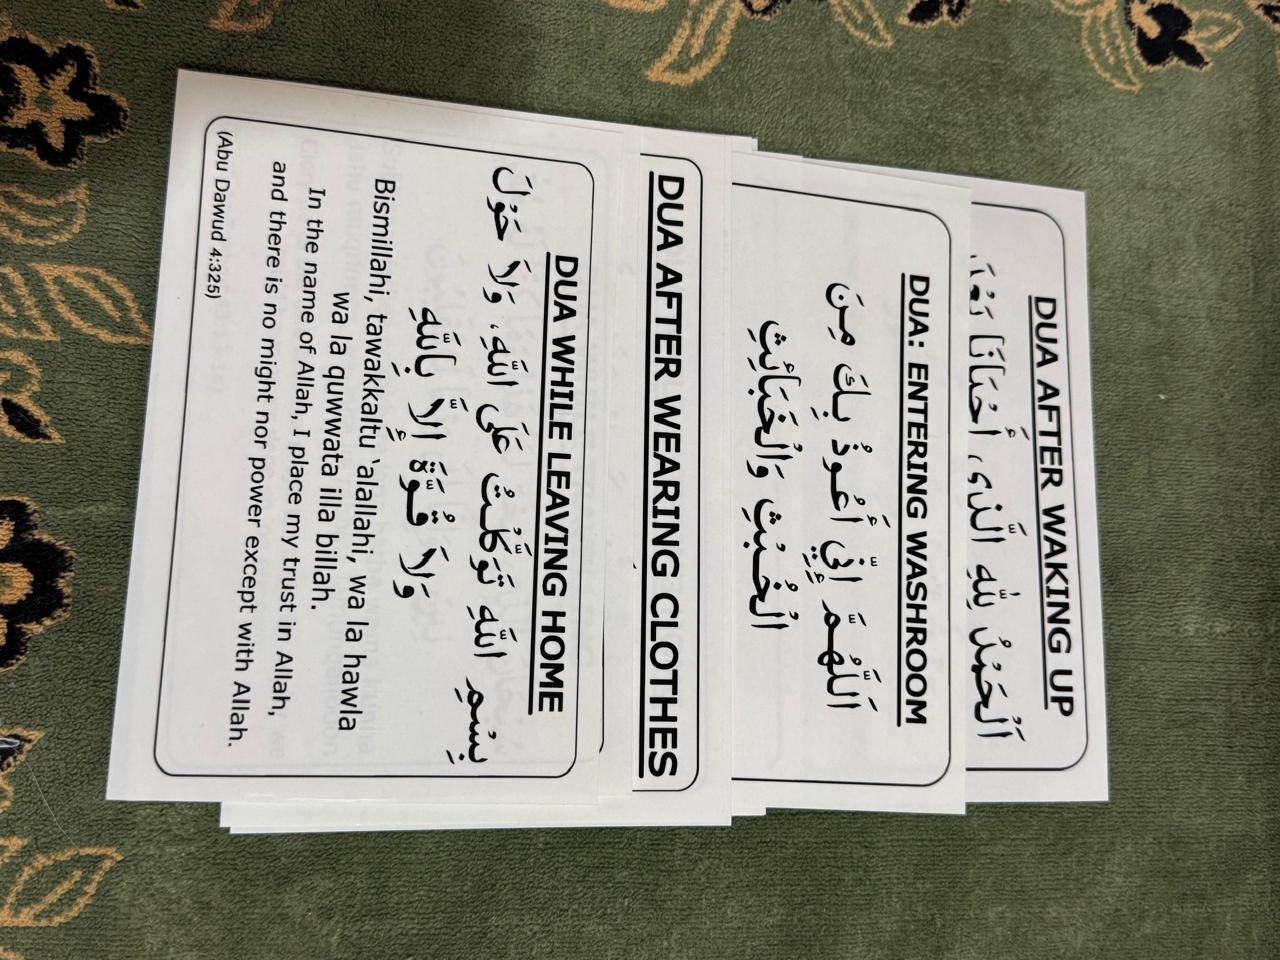 DUA AFTER WAKING UP
اَلْحَمْدُ لِلّٰهِ الَّذِى أَحْيَانَا بَعْدَ
DUA: ENTERING WASHROOM
اَللّٰهُمَّ إِنِّي أَعُوذُ بِكَ مِنَ
الْخُبُثِ وَالْخَبَائِثِ
DUA AFTER WEARING CLOTHES
DUA WHILE LEAVING HOME
بِسْمِ اللّٰهِ تَوَكَّلْتُ عَلَى اللّٰهِ، وَلاَ حَوْلَ
وَلاَ قُوَّةَ إِلاَّ بِاللّٰهِ
Bismillahi, tawakkaltu 'alallahi, wa la hawla
wa la quwwata illa billah.
In the name of Allah, I place my trust in Allah,
and there is no might nor power except with Allah.
(Abu Dawud 4:325)